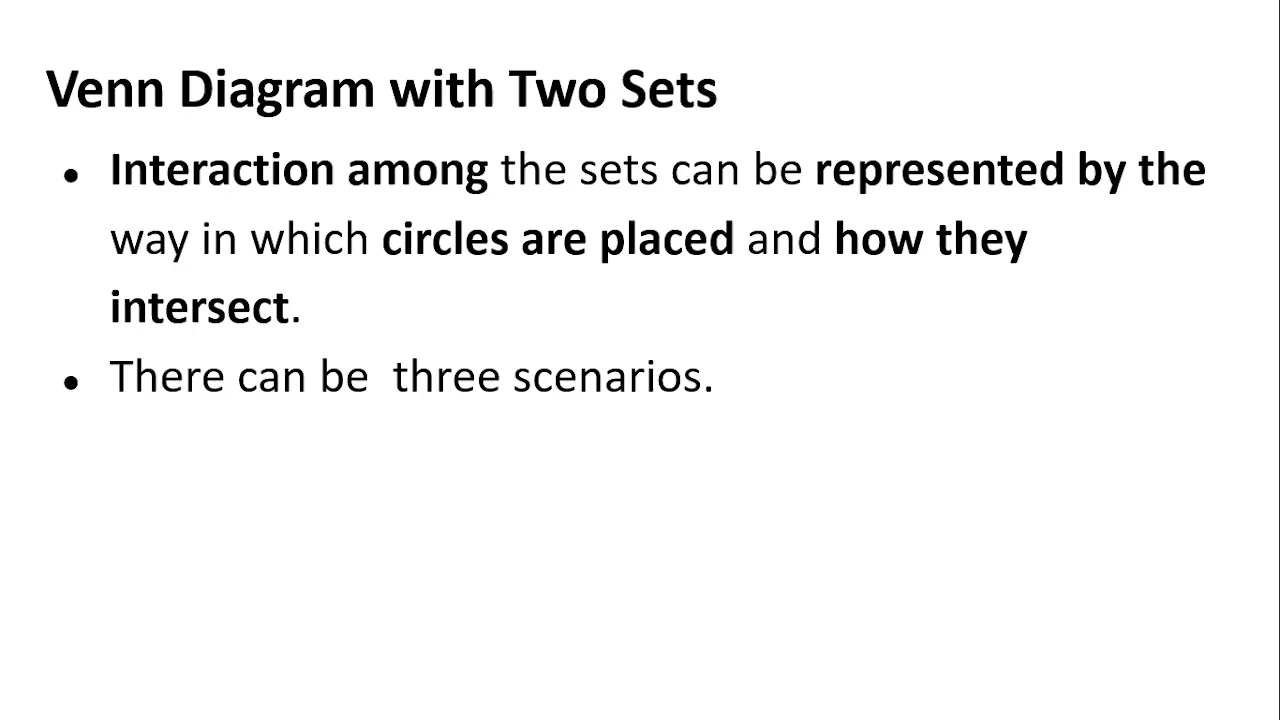 Venn Diagram with Two Sets
• Interaction among the sets can be represented by the
way in which circles are placed and how they
intersect.
• There can be  three scenarios.